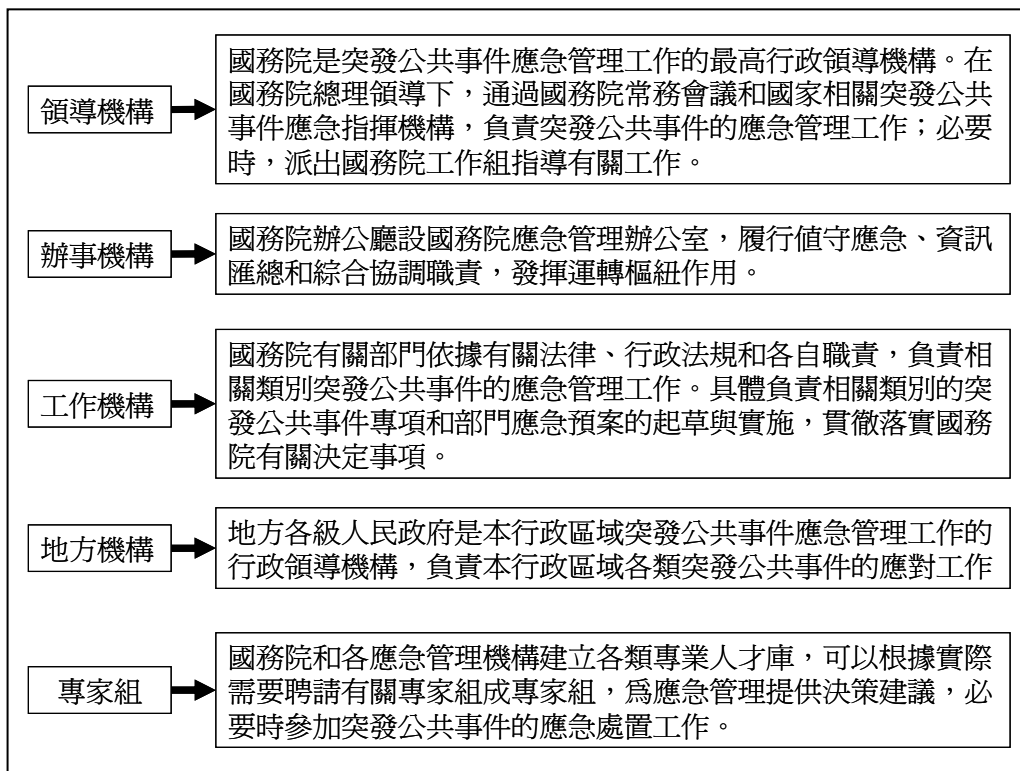 領導機構
國務院是突發公共事件應急管理工作的最高行政領導機構。在
國務院總理領導下，通過國務院常務會議和國家相關突發公共
事件應急指揮機構，負責突發公共事件的應急管理工作；必要
時，派出國務院工作組指導有關工作。
辦事機構
國務院辦公廳設國務院應急管理辦公室，履行值守應急、資訊
匯總和綜合協調職責，發揮運轉樞紐作用。
工作機構
國務院有關部門依據有關法律、行政法規和各自職責，負責相
關類別突發公共事件的應急管理工作。具體負責相關類別的突
發公共事件專項和部門應急預案的起草與實施，貫徹落實國務
院有關決定事項。
地方機構
地方各級人民政府是本行政區域突發公共事件應急管理工作的
行政領導機構，負責本行政區域各類突發公共事件的應對工作
專家組
國務院和各應急管理機構建立各類專業人才庫，可以根據實際
需要聘請有關專家組成專家組，爲應急管理提供決策建議，必
要時參加突發公共事件的應急處置工作。